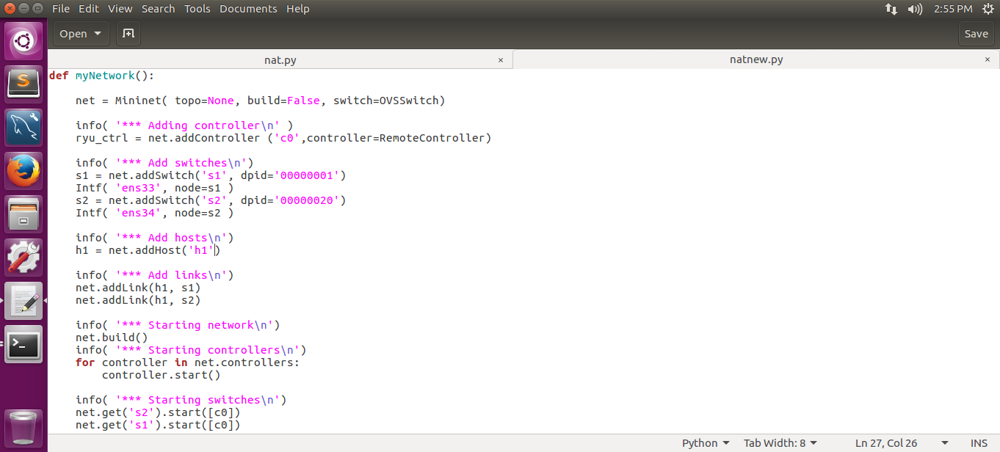 File Edit View Search Tools Documents Help 2:55 PM
Open Save
nat.py × natnew.py ×
def myNetwork():
    net = Mininet( topo=None, build=False, switch=OVSSwitch)
    info( '*** Adding controller\n' )
    ryu_ctrl = net.addController ('c0',controller=RemoteController)
    info( '*** Add switches\n')
    s1 = net.addSwitch('s1', dpid='00000001')
    Intf( 'ens33', node=s1 )
    s2 = net.addSwitch('s2', dpid='00000020')
    Intf( 'ens34', node=s2 )
    info( '*** Add hosts\n')
    h1 = net.addHost('h1')
    info( '*** Add links\n')
    net.addLink(h1, s1)
    net.addLink(h1, s2)
    info( '*** Starting network\n')
    net.build()
    info( '*** Starting controllers\n')
    for controller in net.controllers:
        controller.start()
    info( '*** Starting switches\n')
    net.get('s2').start([c0])
    net.get('s1').start([c0])
Python Tab Width: 8 Ln 27, Col 26 INS